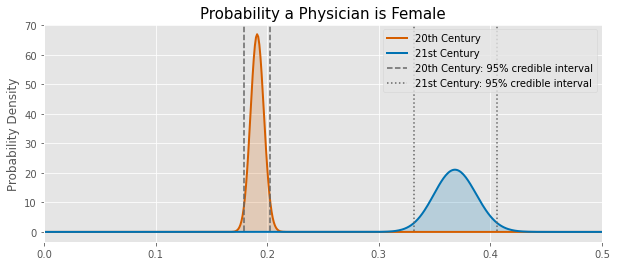 Probability a Physician is Female
Probability Density
70
60
50
40
30
20
10
0
20th Century
21st Century
20th Century: 95% credible interval
21st Century: 95% credible interval
0.0 0.1 0.2 0.3 0.4 0.5